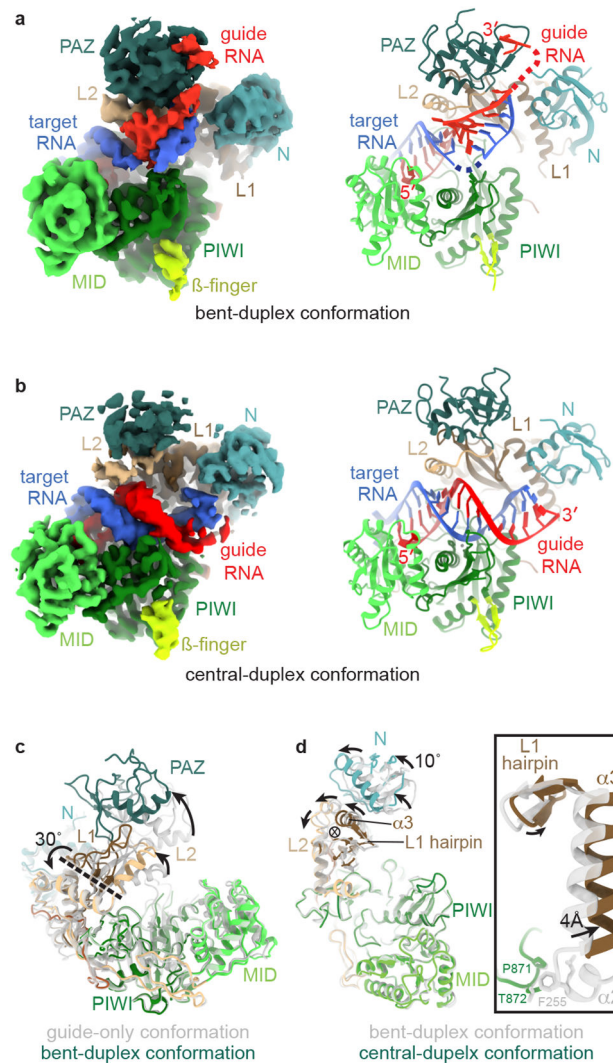 a
PAZ
guide
RNA
L2
target
RNA
N
L1
PIWI
MID
ß-finger
PAZ
3′
guide
RNA
L2
target
RNA
N
L1
5′
PIWI
MID
bent-duplex conformation
b
PAZ
L1
N
L2
target
RNA
guide
RNA
PIWI
MID
ß-finger
PAZ
L1
N
L2
target
RNA
3′
5′
guide
RNA
PIWI
MID
central-duplex conformation
c
PAZ
N
L1
30°
L2
PIWI
MID
guide-only conformation
bent-duplex conformation
d
N
10°
α3
L2
L1 hairpin
PIWI
MID
bent-duplex conformation
central-dupelx conformation
L1
hairpin
α3
4Å
P871
T872
F255
α2